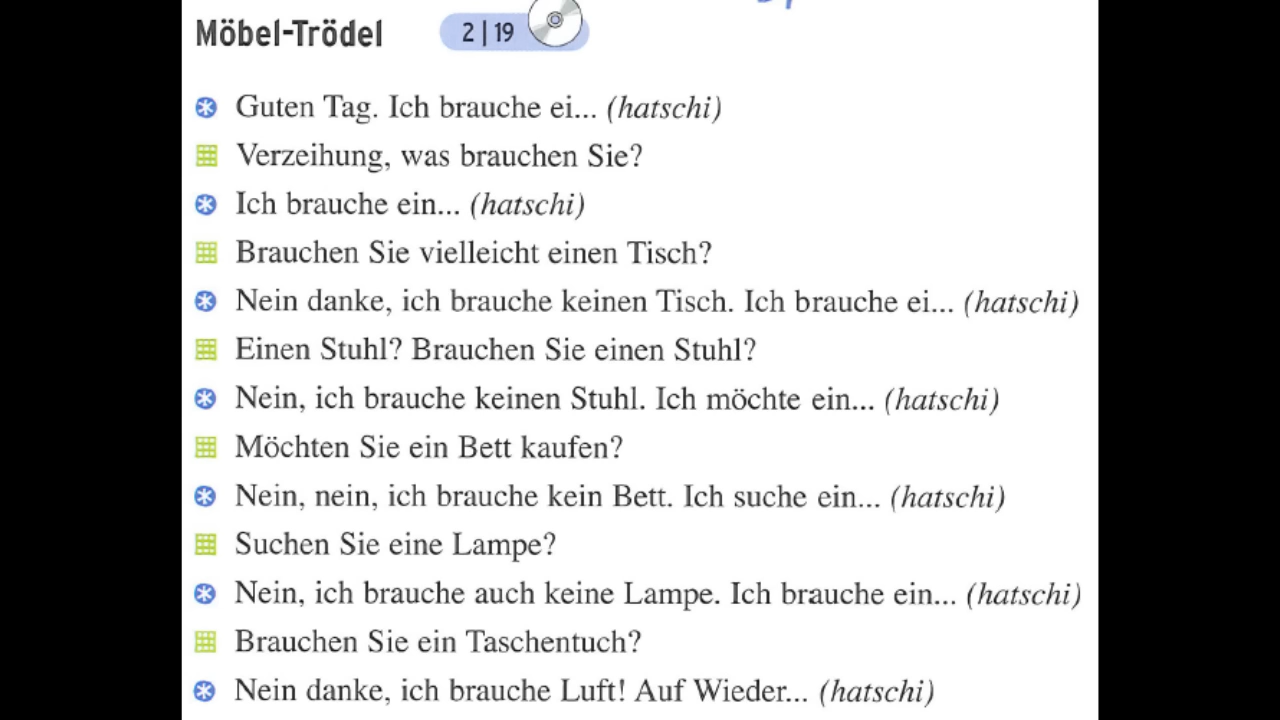 Möbel-Trödel 2|19
Guten Tag. Ich brauche ei... (hatschi)
Verzeihung, was brauchen Sie?
Ich brauche ein... (hatschi)
Brauchen Sie vielleicht einen Tisch?
Nein danke, ich brauche keinen Tisch. Ich brauche ei... (hatschi)
Einen Stuhl? Brauchen Sie einen Stuhl?
Nein, ich brauche keinen Stuhl. Ich möchte ein... (hatschi)
Möchten Sie ein Bett kaufen?
Nein, nein, ich brauche kein Bett. Ich suche ein... (hatschi)
Suchen Sie eine Lampe?
Nein, ich brauche auch keine Lampe. Ich brauche ein... (hatschi)
Brauchen Sie ein Taschentuch?
Nein danke, ich brauche Luft! Auf Wieder... (hatschi)